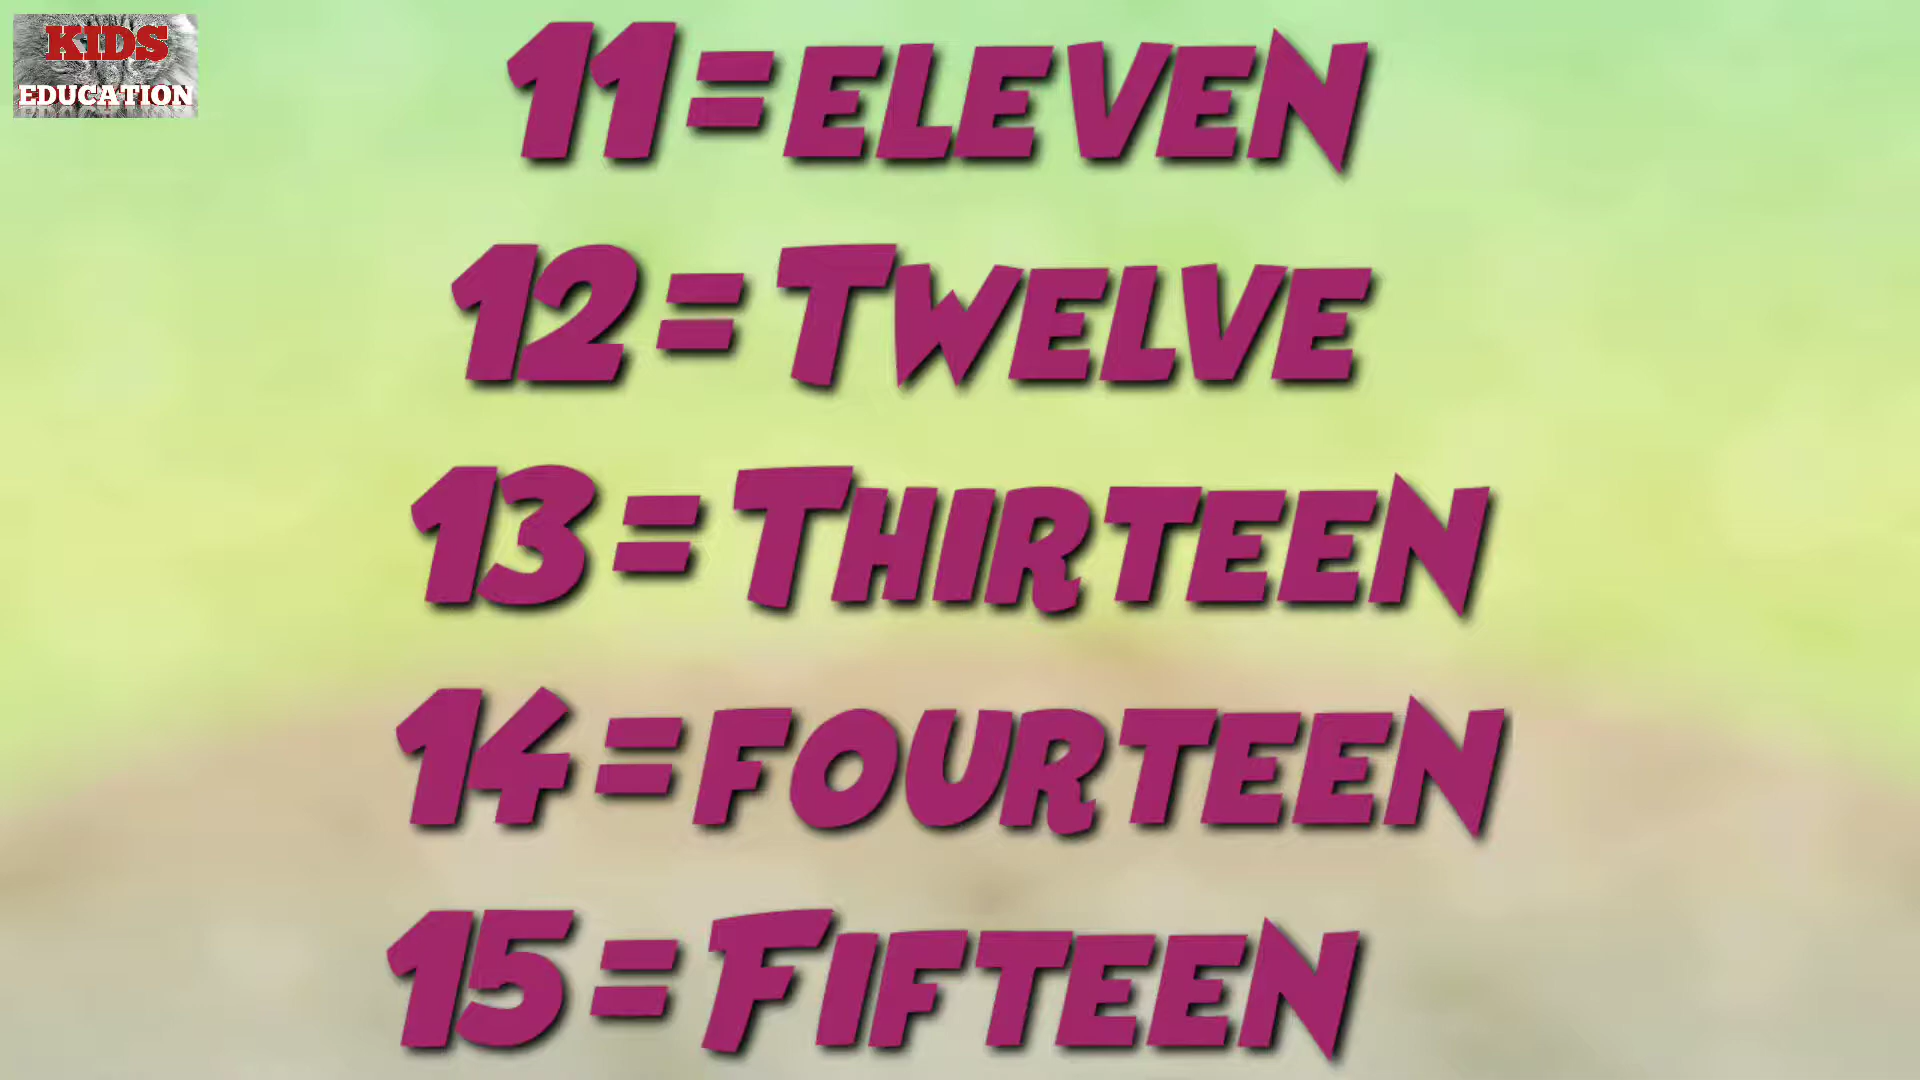 KIDS
EDUCATION
11=eleven
12=Twelve
13=Thirteen
14=fourteen
15=Fifteen